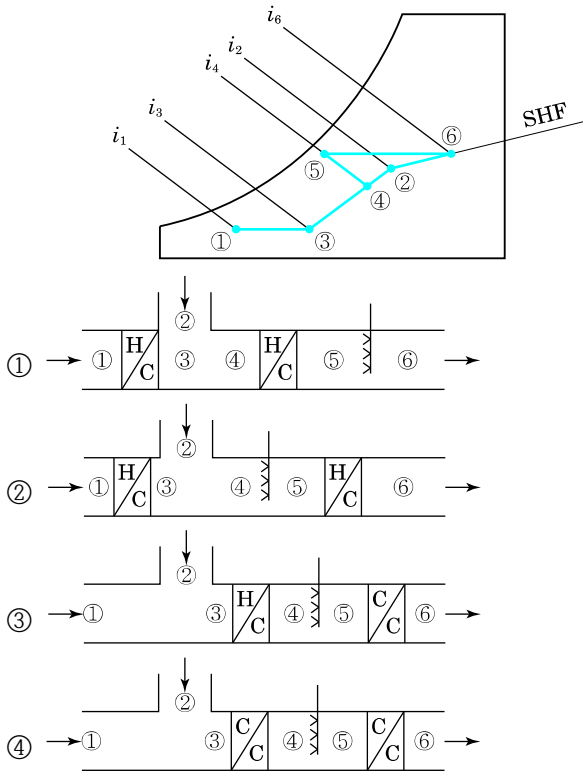 i₆
i₄
i₂
i₃
i₁
SHF
⑥
⑤
②
④
①
③
②
① ① H C ③ ④ H C ⑤ ⑥
②
② ① H C ③ ④ ⑤ H C ⑥
②
③ ① ③ H C ④ ⑤ C C ⑥
②
④ ① ③ C C ④ ⑤ C C ⑥